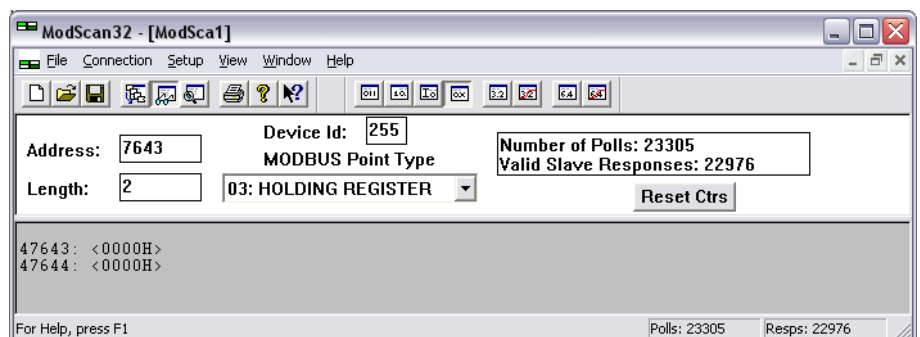 ModScan32 - [ModSca1]
File Connection Setup View Window Help
Address: 7643
Device Id: 255
MODBUS Point Type
Length: 2
03: HOLDING REGISTER
Number of Polls: 23305
Valid Slave Responses: 22976
Reset Ctrs
47643: <0000H>
47644: <0000H>
For Help, press F1
Polls: 23305
Resps: 22976